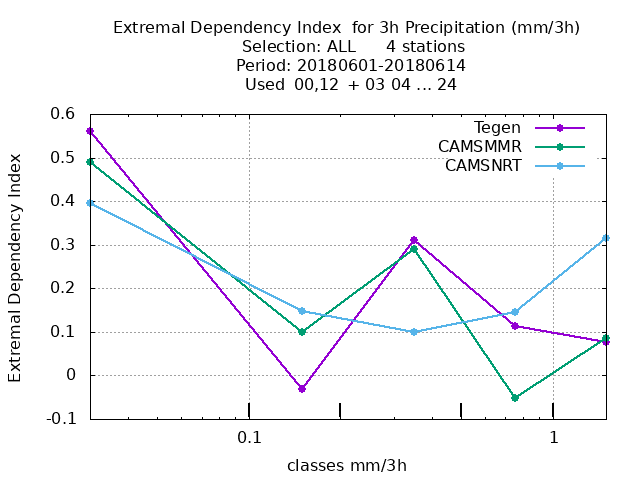 Extremal Dependency Index  for 3h Precipitation (mm/3h)
Selection: ALL      4 stations
Period: 20180601-20180614
Used  00,12  + 03 04 ... 24
Extremal Dependency Index
0.6
0.5
0.4
0.3
0.2
0.1
0
-0.1
Tegen
CAMSMMR
CAMSNRT
0.1
1
classes mm/3h